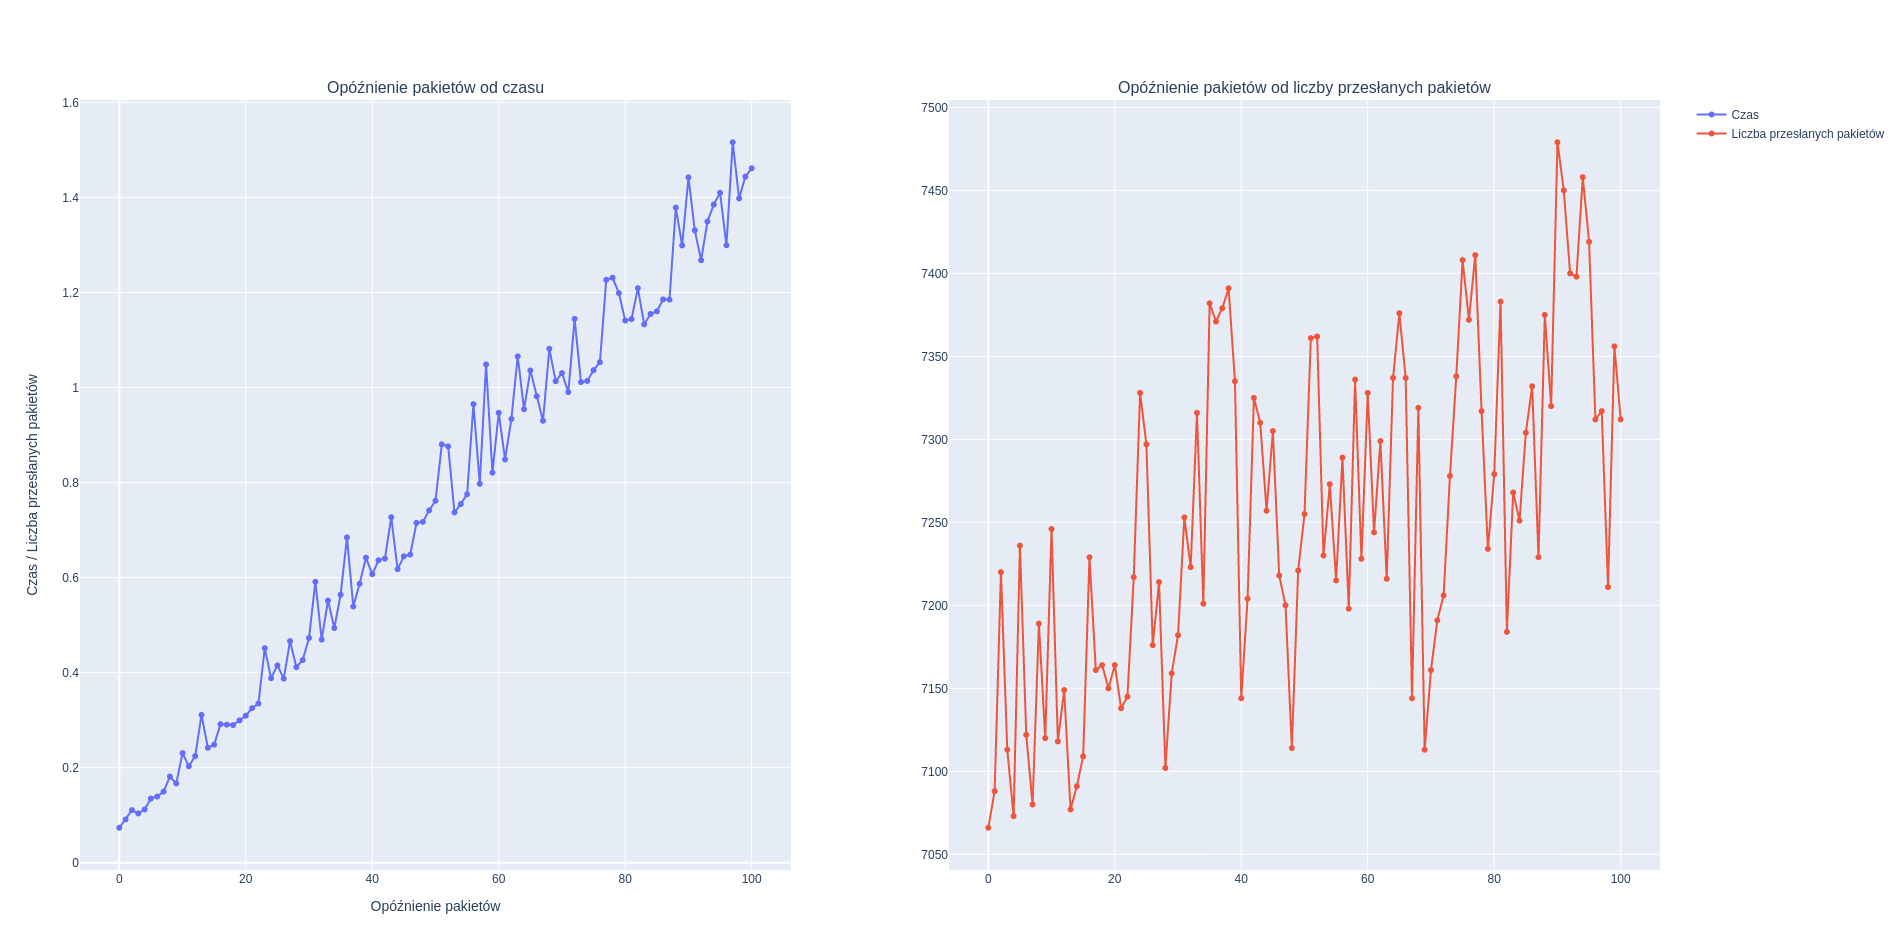 Opóźnienie pakietów od czasu
Opóźnienie pakietów od liczby przesłanych pakietów
Czas
Liczba przesłanych pakietów
Czas / Liczba przesłanych pakietów
1.6
1.4
1.2
1
0.8
0.6
0.4
0.2
0
0 20 40 60 80 100
Opóźnienie pakietów
7500
7450
7400
7350
7300
7250
7200
7150
7100
7050
0 20 40 60 80 100